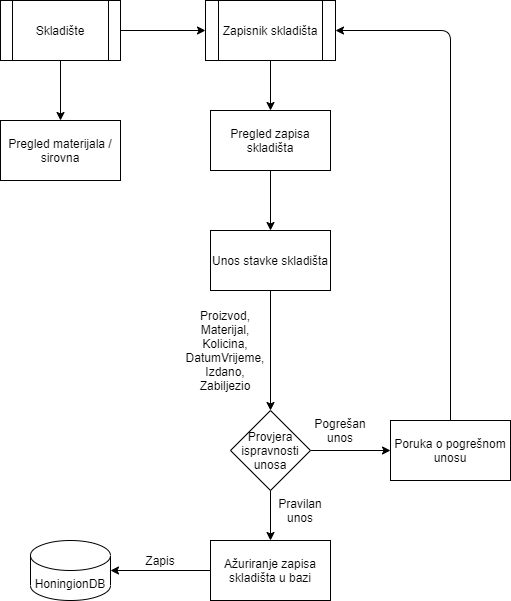 Skladište
Zapisnik skladišta
Pregled materijala /
sirovna
Pregled zapisa
skladišta
Unos stavke skladišta
Proizvod,
Materijal,
Kolicina,
DatumVrijeme,
Izdano,
Zabiljezio
Provjera
ispravnosti
unosa
Pogrešan
unos
Poruka o pogrešnom
unosu
Pravilan
unos
Ažuriranje zapisa
skladišta u bazi
Zapis
HoningionDB